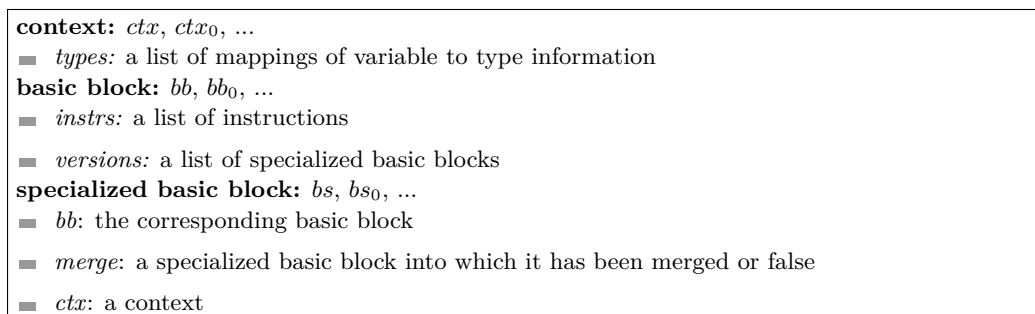 context: ctx, ctx₀, ...
types: a list of mappings of variable to type information
basic block: bb, bb₀, ...
instrs: a list of instructions
versions: a list of specialized basic blocks
specialized basic block: bs, bs₀, ...
bb: the corresponding basic block
merge: a specialized basic block into which it has been merged or false
ctx: a context